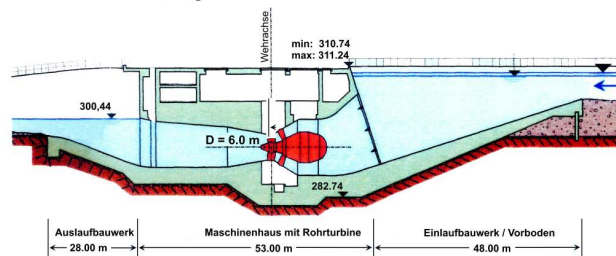 Wehrachse
min: 310.74
max: 311.24
300,44
D = 6.0 m
282.74
Auslaufbauwerk
28.00 m
Maschinenhaus mit Rohrturbine
53.00 m
Einlaufbauwerk / Vorboden
48.00 m